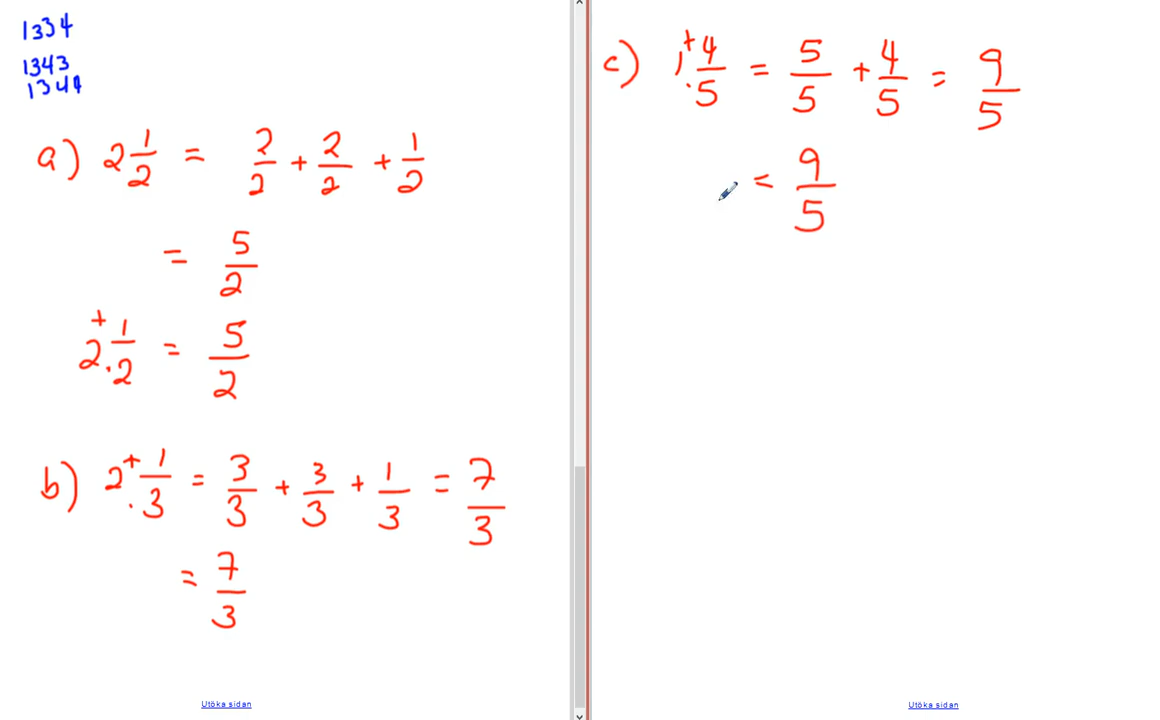 1334
1343
1344
a) 2 1/2 = 2/2 + 2/2 + 1/2
= 5/2
2 + 1/. 2 = 5/2
b) 2 + 1/. 3 = 3/3 + 3/3 + 1/3 = 7/3
= 7/3
Utöka sidan
c) 1 + 4/. 5 = 5/5 + 4/5 = 9/5
= 9/5
Utöka sidan